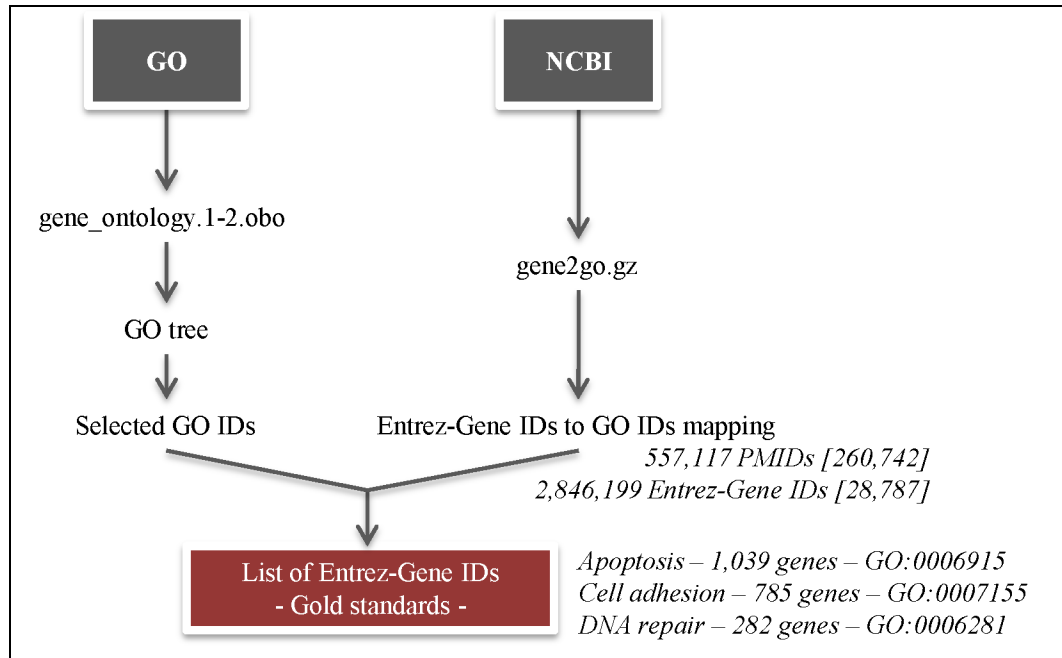 GO
NCBI
gene_ontology.1-2.obo
gene2go.gz
GO tree
Selected GO IDs
Entrez-Gene IDs to GO IDs mapping
557,117 PMIDs [260,742]
2,846,199 Entrez-Gene IDs [28,787]
List of Entrez-Gene IDs
- Gold standards -
Apoptosis – 1,039 genes – GO:0006915
Cell adhesion – 785 genes – GO:0007155
DNA repair – 282 genes – GO:0006281